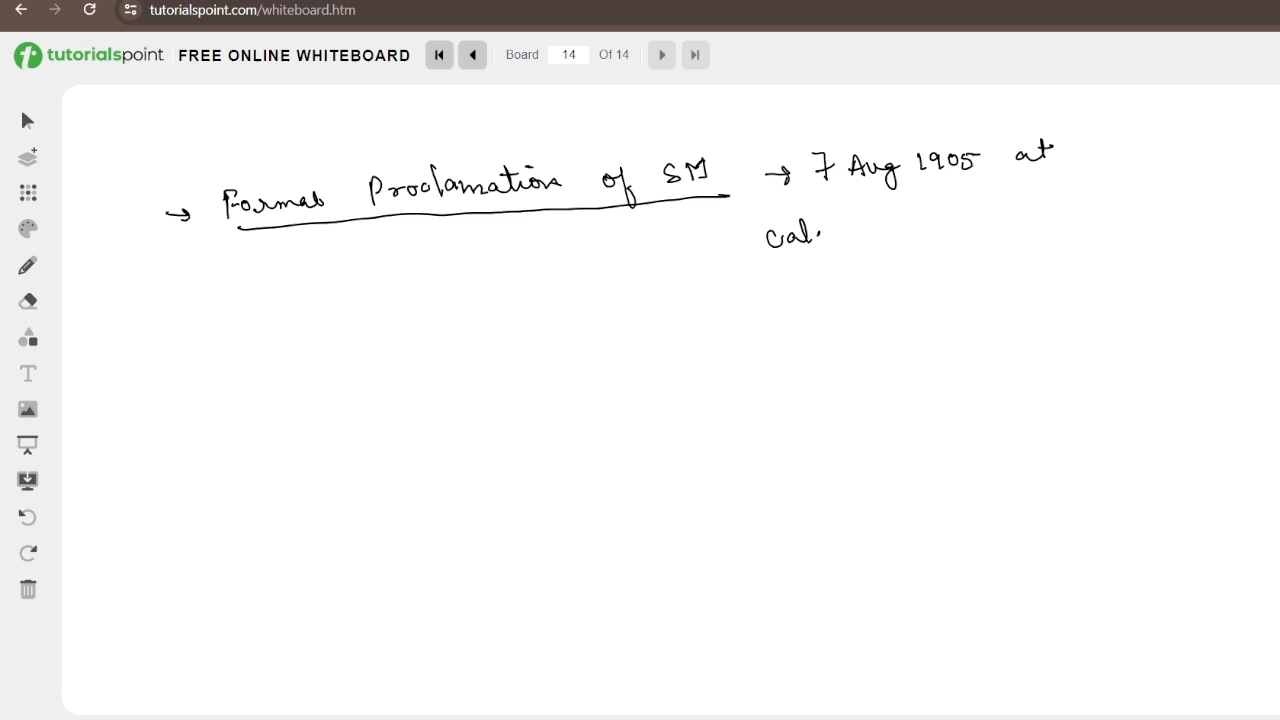 tutorialspoint.com/whiteboard.htm
tutorialspoint FREE ONLINE WHITEBOARD Board 14 Of 14
→ Formal Proclamation of SM → 7 Aug 1905 at
cal.